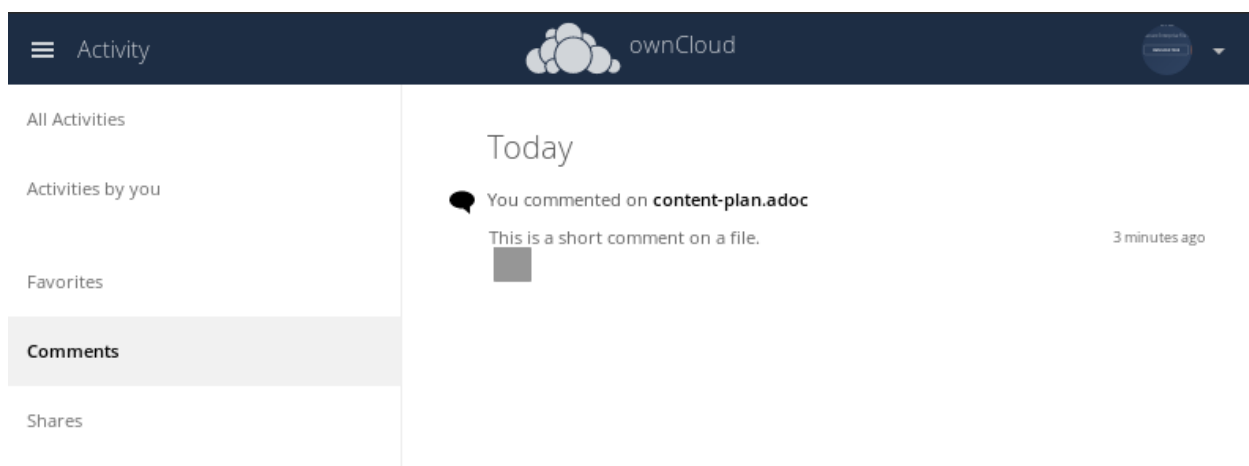 Activity
ownCloud
All Activities
Activities by you
Favorites
Comments
Shares
Today
You commented on content-plan.adoc
This is a short comment on a file.
3 minutes ago